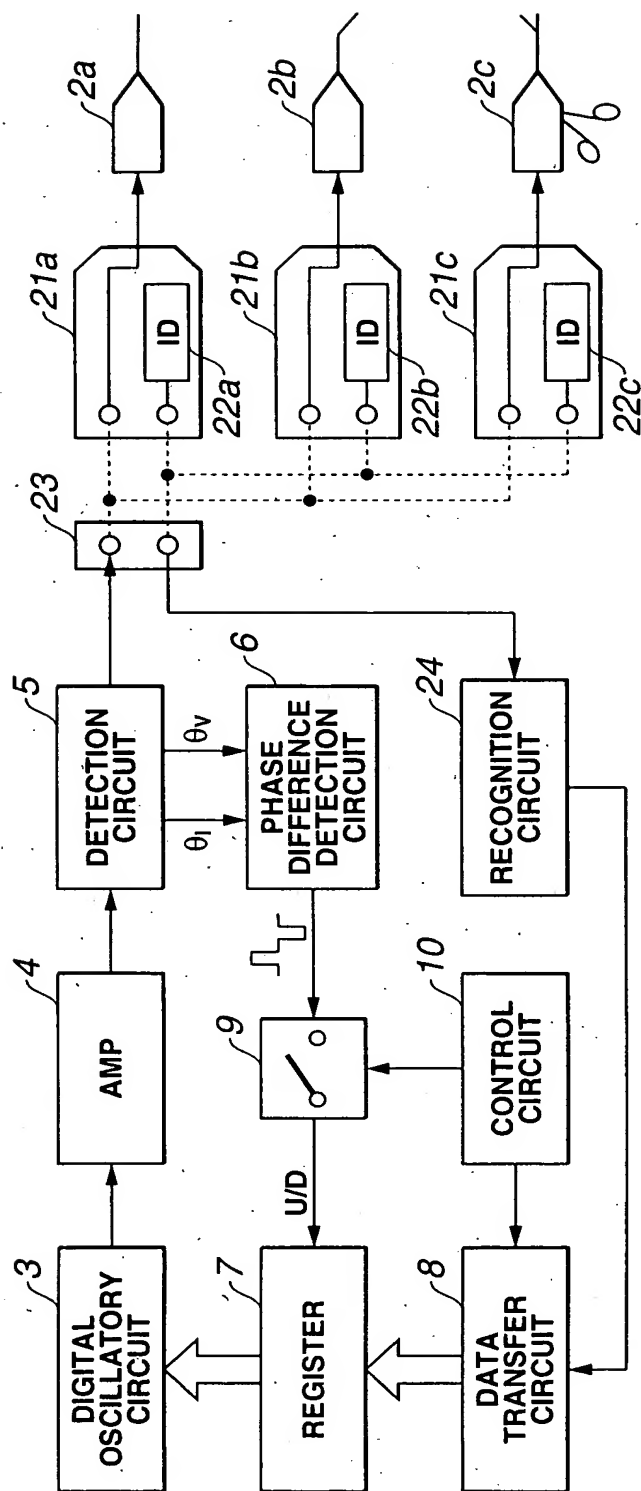 3
DIGITAL
OSCILLATORY
CIRCUIT
4
AMP
5
DETECTION
CIRCUIT
23
21a
ID
22a
2a
θI
θV
7
REGISTER
U/D
9
6
PHASE
DIFFERENCE
DETECTION
CIRCUIT
21b
ID
22b
2b
8
DATA
TRANSFER
CIRCUIT
10
CONTROL
CIRCUIT
24
RECOGNITION
CIRCUIT
21c
ID
22c
2c